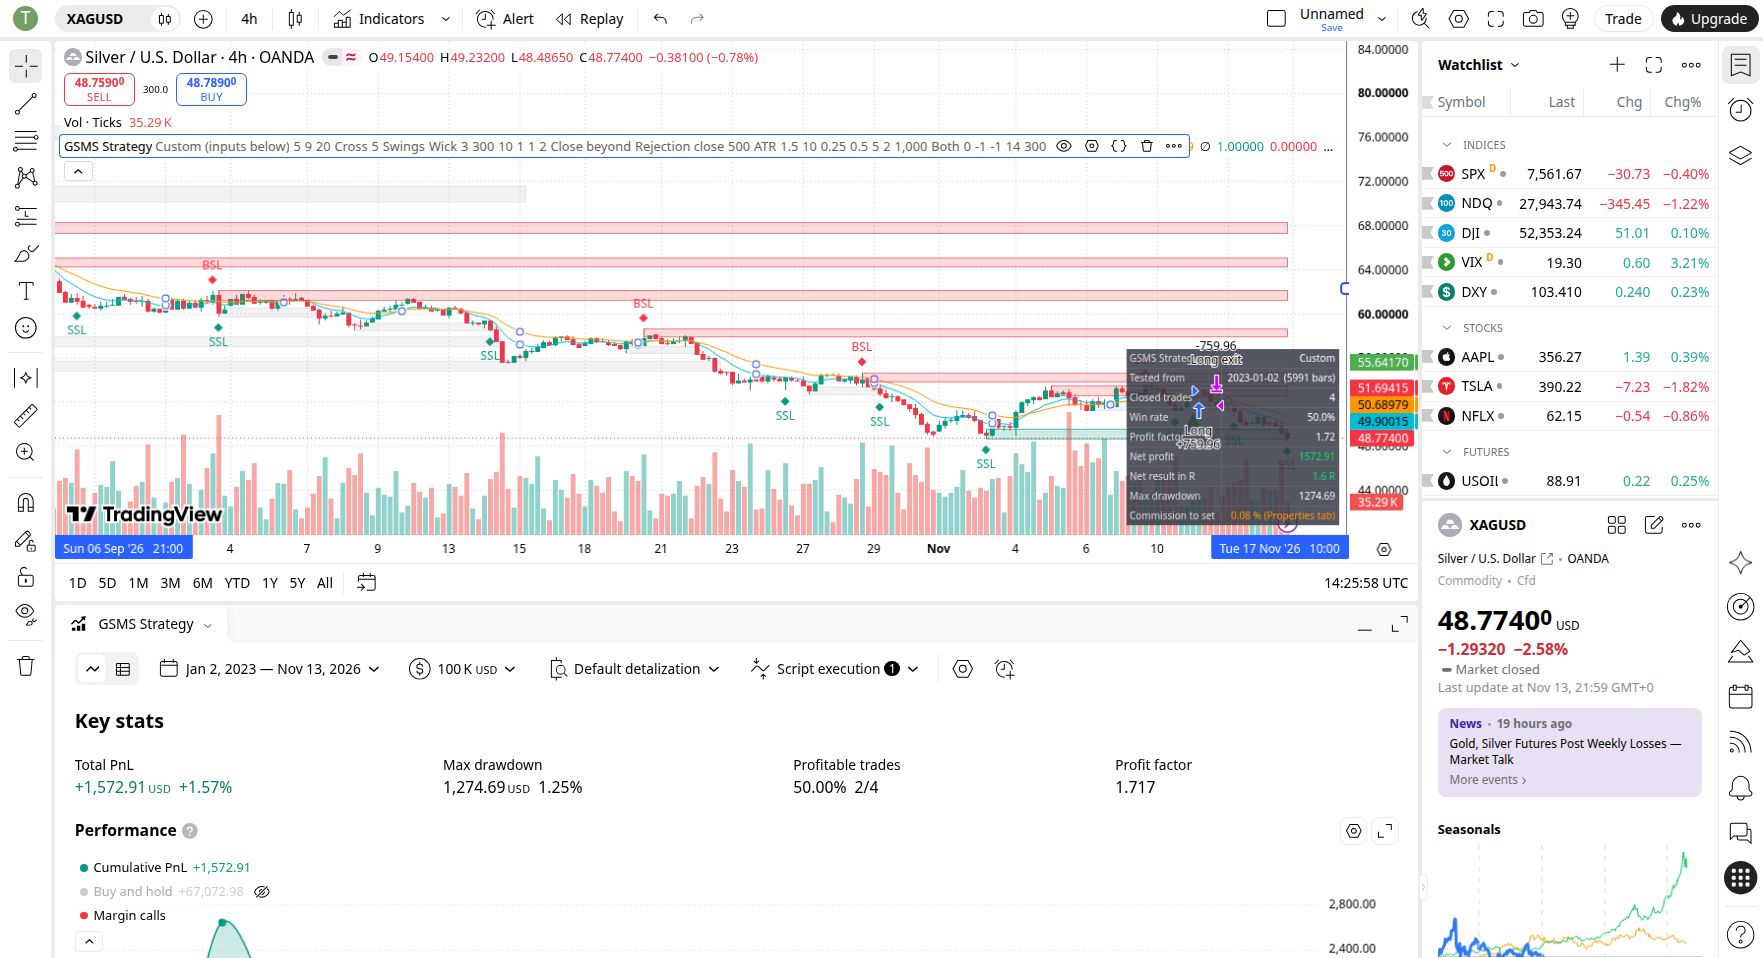 T
XAGUSD
4h
Indicators
Alert
Replay
Unnamed
Save
Trade
Upgrade
Silver / U.S. Dollar · 4h · OANDA
O49.15400 H49.23200 L48.48650 C48.77400 −0.38100 (−0.78%)
48.75900
SELL
300.0
48.78900
BUY
Vol · Ticks 35.29 K
GSMS Strategy Custom (inputs below) 5 9 20 Cross 5 Swings Wick 3 300 10 1 1 2 Close beyond Rejection close 500 ATR 1.5 10 0.25 0.5 5 2 1,000 Both 0 -1 -1 14 300
∅ 1.00000 0.00000 ...
84.00000
80.00000
76.00000
72.00000
68.00000
64.00000
60.00000
55.64170
51.69415
50.68979
49.90015
48.77400
44.00000
35.29 K
BSL
BSL
BSL
SSL
SSL
SSL
SSL
SSL
SSL
-759.96
Long exit
Long
+759.96
GSMS Strategy Custom
Tested from 2023-01-02 (5991 bars)
Closed trades 4
Win rate 50.0%
Profit factor 1.72
Net profit 1572.91
Net result in R 1.6 R
Max drawdown 1274.69
Commission to set 0.08 % (Properties tab)
TradingView
Sun 06 Sep '26 21:00
4
7
9
13
15
18
21
23
27
29
Nov
4
6
10
Tue 17 Nov '26 10:00
1D 5D 1M 3M 6M YTD 1Y 5Y All
14:25:58 UTC
GSMS Strategy
Jan 2, 2023 — Nov 13, 2026
100 K USD
Default detalization
Script execution 1
Key stats
Total PnL
+1,572.91 USD +1.57%
Max drawdown
1,274.69 USD 1.25%
Profitable trades
50.00% 2/4
Profit factor
1.717
Performance ?
Cumulative PnL +1,572.91
Buy and hold +67,072.98
Margin calls
2,800.00
2,400.00
Watchlist
Symbol Last Chg Chg%
INDICES
500 SPX D 7,561.67 −30.73 −0.40%
100 NDQ 27,943.74 −345.45 −1.22%
30 DJI 52,353.24 51.01 0.10%
VIX D 19.30 0.60 3.21%
$ DXY 103.410 0.240 0.23%
STOCKS
AAPL 356.27 1.39 0.39%
TSLA 390.22 −7.23 −1.82%
NFLX 62.15 −0.54 −0.86%
FUTURES
USOIL 88.91 0.22 0.25%
XAGUSD
Silver / U.S. Dollar · OANDA
Commodity · Cfd
48.77400 USD
−1.29320 −2.58%
Market closed
Last update at Nov 13, 21:59 GMT+0
News · 19 hours ago
Gold, Silver Futures Post Weekly Losses —
Market Talk
More events
Seasonals